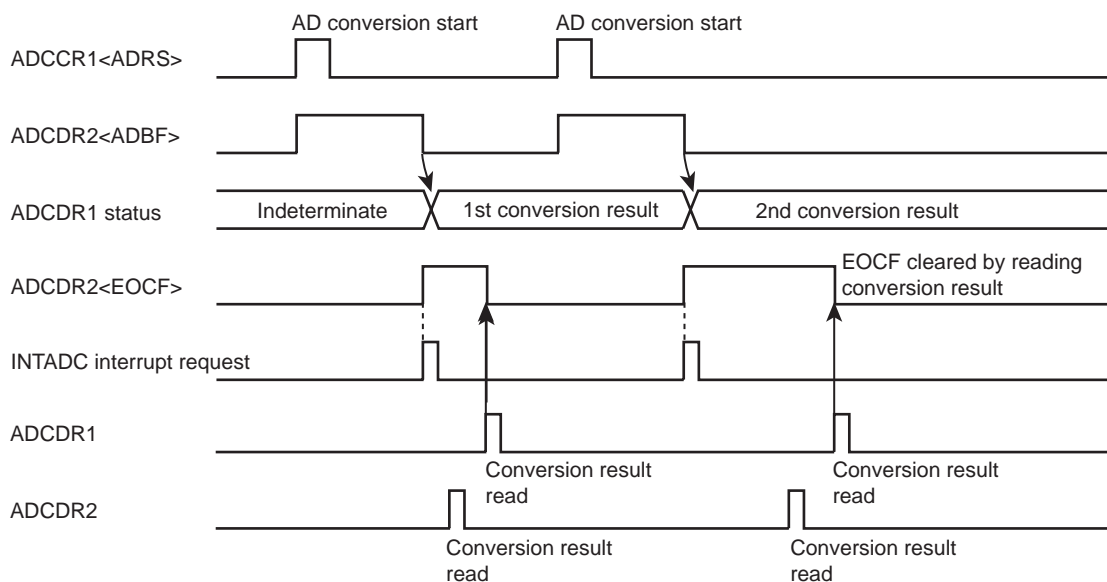 AD conversion start
AD conversion start
ADCCR1<ADRS>
ADCDR2<ADBF>
ADCDR1 status
Indeterminate
1st conversion result
2nd conversion result
ADCDR2<EOCF>
EOCF cleared by reading
conversion result
INTADC interrupt request
ADCDR1
Conversion result
read
Conversion result
read
ADCDR2
Conversion result
read
Conversion result
read